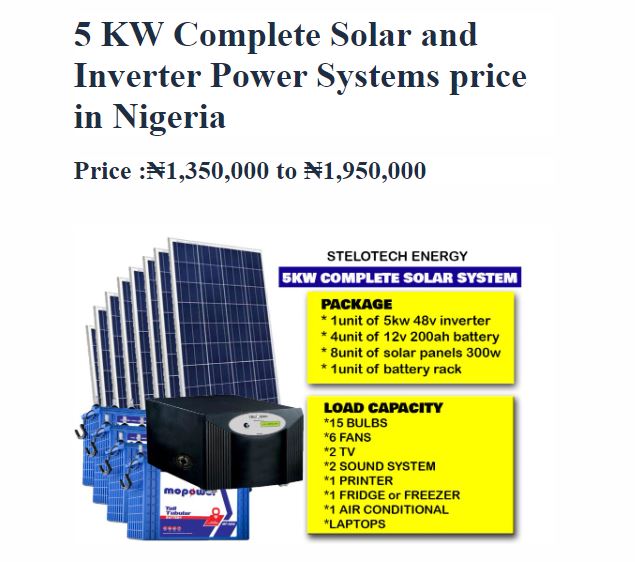 5 KW Complete Solar and
Inverter Power Systems price
in Nigeria
Price :₦1,350,000 to ₦1,950,000
STELOTECH ENERGY
5KW COMPLETE SOLAR SYSTEM
PACKAGE
* 1unit of 5kw 48v inverter
* 4unit of 12v 200ah battery
* 8unit of solar panels 300w
* 1unit of battery rack
LOAD CAPACITY
*15 BULBS
*6 FANS
*2 TV
*2 SOUND SYSTEM
*1 PRINTER
*1 FRIDGE or FREEZER
*1 AIR CONDITIONAL
*LAPTOPS
mopower
Tall
Tubular